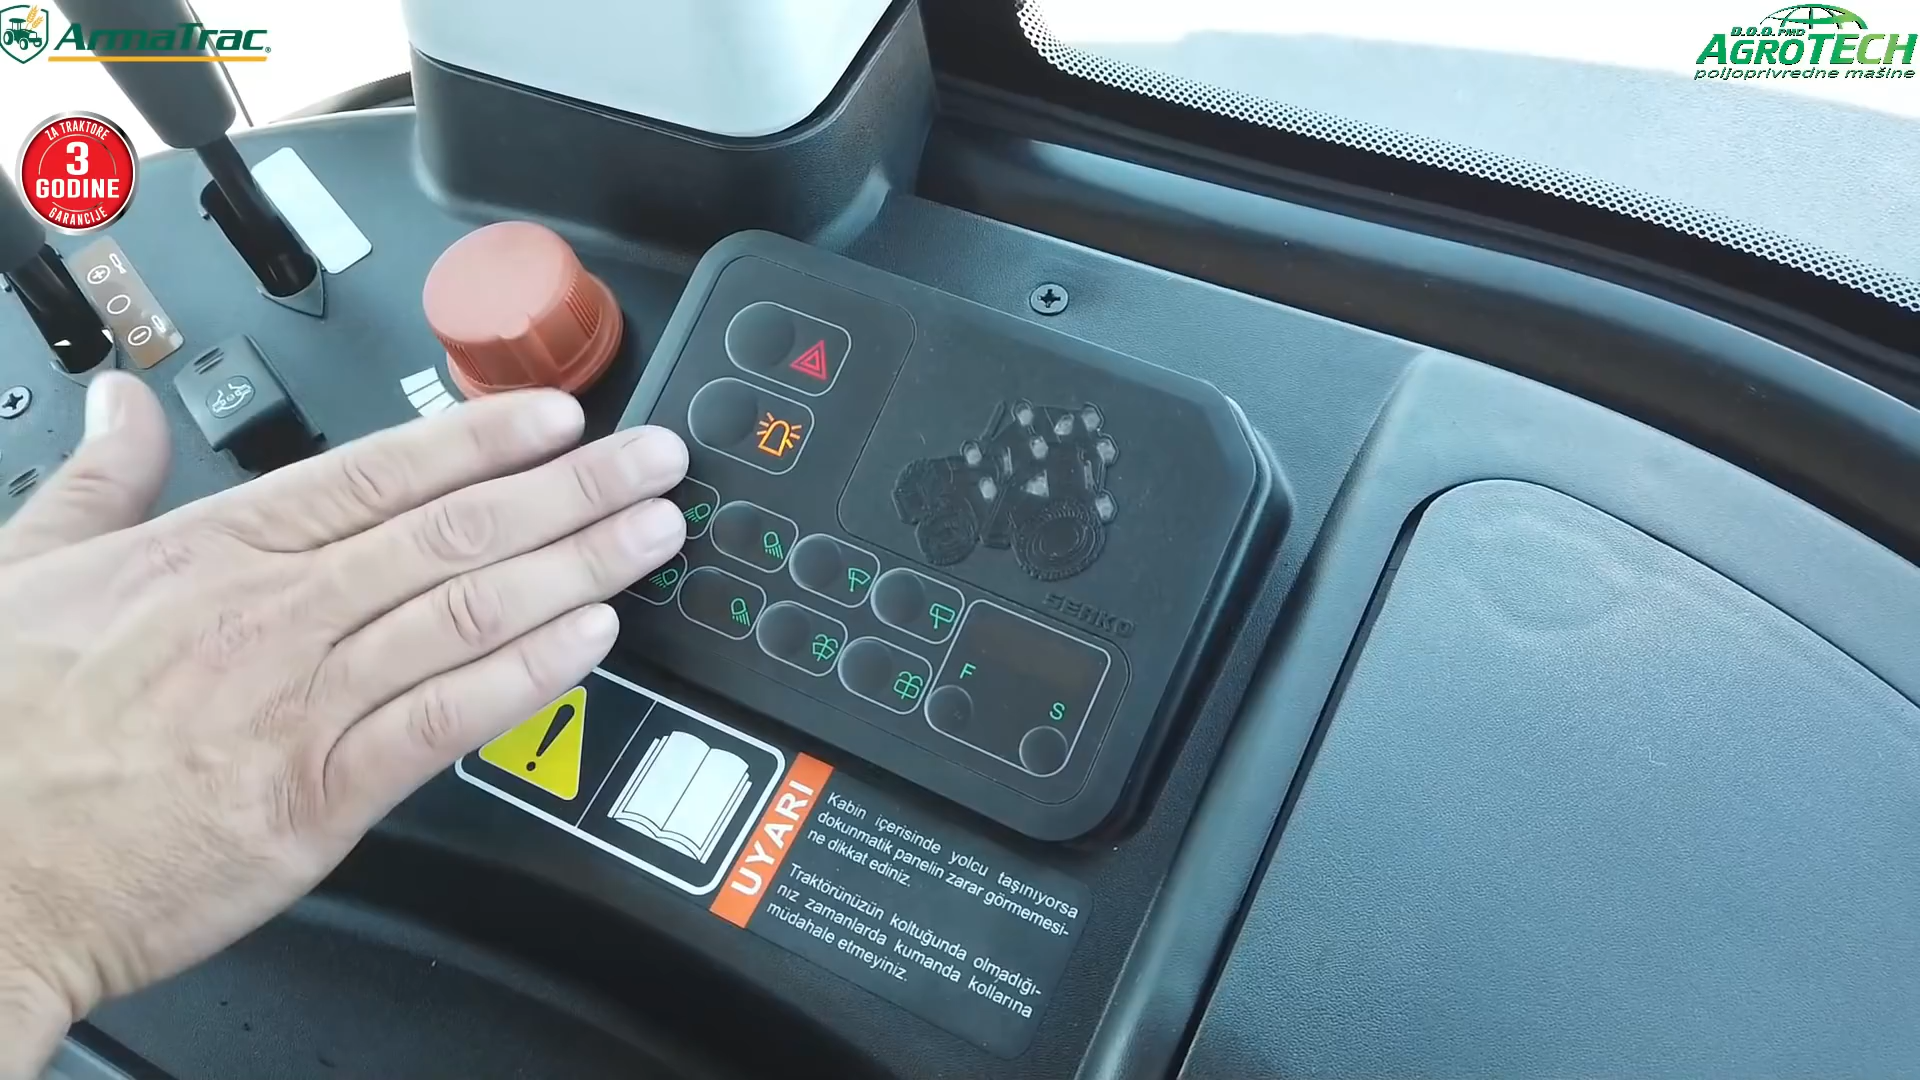 ArmaTrac
D.O.O. PMD
AGROTECH
poljoprivredne mašine
ZA TRAKTORE
3
GODINE
GARANCIJE
SERKO
F
S
UYARI
Kabin içerisinde yolcu taşınıyorsa
dokunmatik panelin zarar görmemesi-
ne dikkat ediniz.
Traktörünüzün koltuğunda olmadığı-
nız zamanlarda kumanda kollarına
müdahale etmeyiniz.